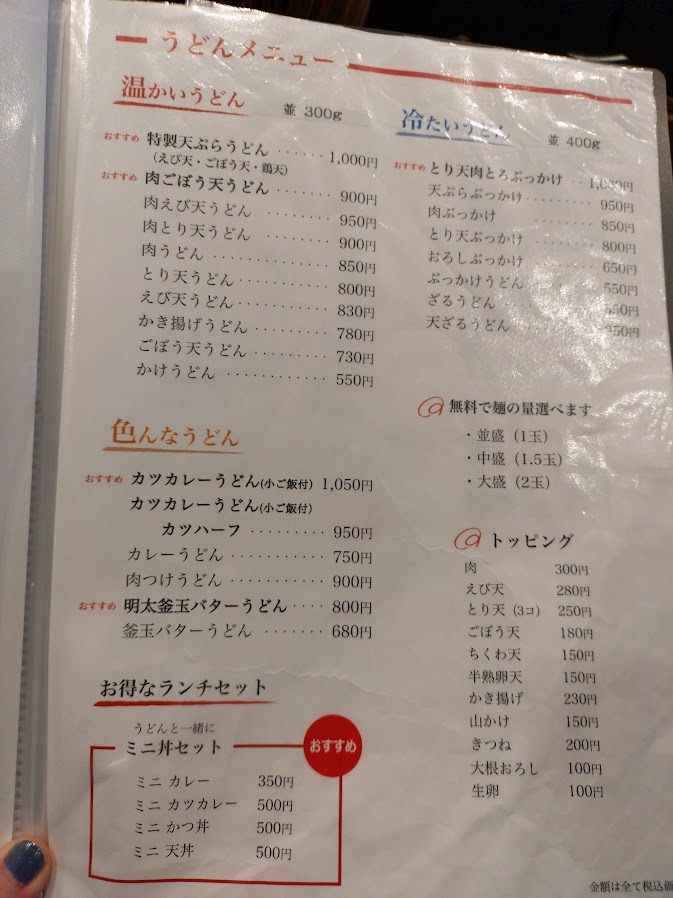 うどんメニュー
温かいうどん 並 300g
おすすめ 特製天ぷらうどん ‥‥‥ 1,000円
（えび天・ごぼう天・鶏天）
おすすめ 肉ごぼう天うどん ‥‥‥‥ 900円
肉えび天うどん ‥‥‥‥ 950円
肉とり天うどん ‥‥‥‥ 900円
肉うどん ‥‥‥‥‥ 850円
とり天うどん ‥‥‥‥‥ 800円
えび天うどん ‥‥‥‥‥ 830円
かき揚げうどん ‥‥‥‥ 780円
ごぼう天うどん ‥‥‥‥ 730円
かけうどん ‥‥‥‥‥‥ 550円
冷たいうどん 並 400g
おすすめ とり天肉とろぶっかけ ‥
天ぷらぶっかけ ‥‥‥‥ 950円
肉ぶっかけ ‥‥‥‥ 850円
とり天ぶっかけ ‥‥‥‥ 800円
おろしぶっかけ ‥‥‥‥ 650円
ぶっかけうどん ‥‥‥‥ 550円
ざるうどん ‥‥‥‥‥ 550円
天ざるうどん ‥‥‥‥‥ 950円
色んなうどん
おすすめ カツカレーうどん(小ご飯付) 1,050円
カツカレーうどん(小ご飯付)
カツハーフ ‥‥‥‥‥ 950円
カレーうどん ‥‥‥‥‥‥ 750円
肉つけうどん ‥‥‥‥‥‥ 900円
おすすめ 明太釜玉バターうどん ‥‥ 800円
釜玉バターうどん ‥‥‥‥ 680円
無料で麺の量選べます
・並盛（1玉）
・中盛（1.5玉）
・大盛（2玉）
トッピング
肉 300円
えび天 280円
とり天（3コ） 250円
ごぼう天 180円
ちくわ天 150円
半熟卵天 150円
かき揚げ 230円
山かけ 150円
きつね 200円
大根おろし 100円
生卵 100円
お得なランチセット
うどんと一緒に
ミニ丼セット
おすすめ
ミニ カレー 350円
ミニ カツカレー 500円
ミニ かつ丼 500円
ミニ 天丼 500円
金額は全て税込価